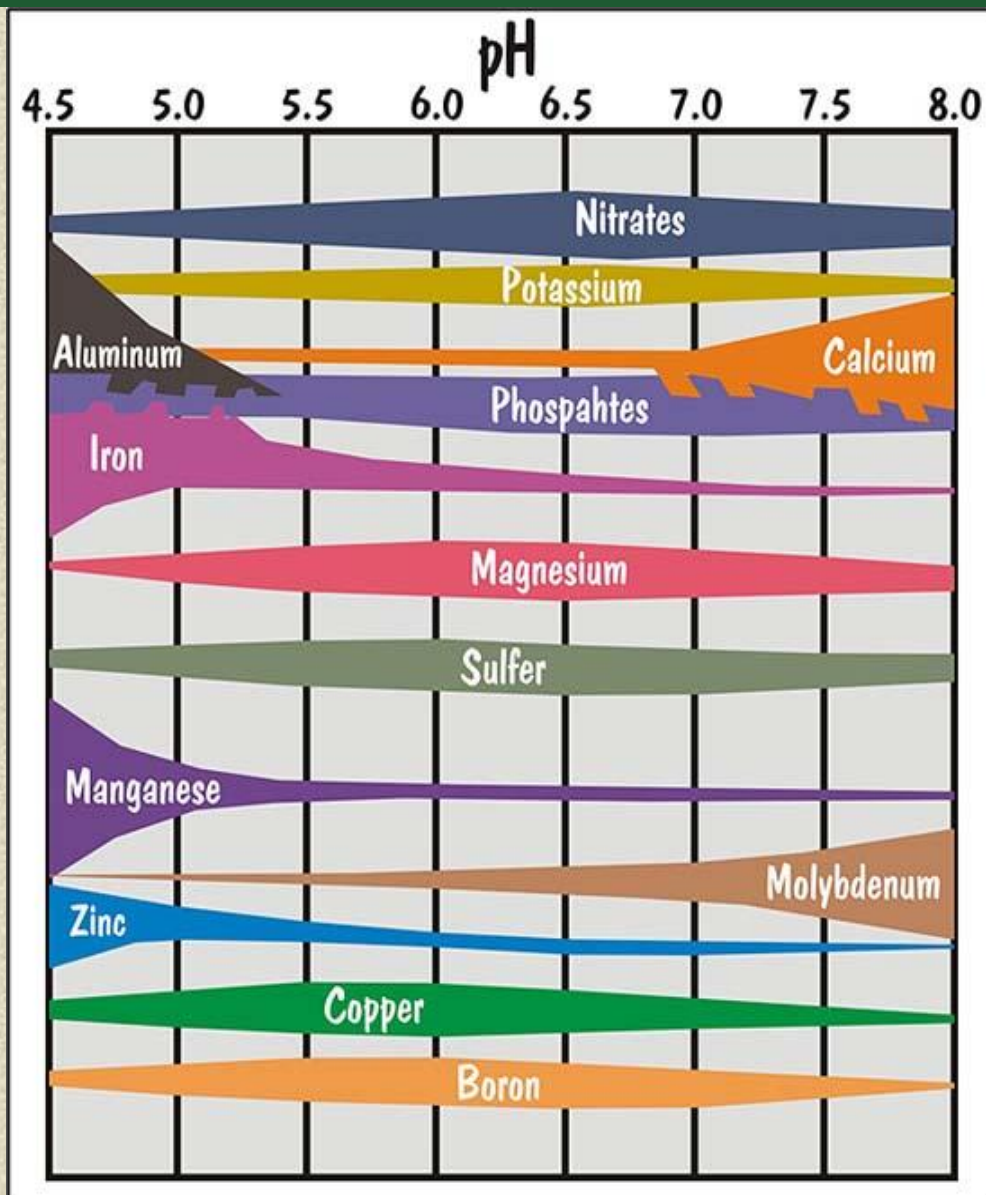 pH
4.5 5.0 5.5 6.0 6.5 7.0 7.5 8.0
Nitrates
Potassium
Aluminum
Calcium
Phospahtes
Iron
Magnesium
Sulfer
Manganese
Molybdenum
Zinc
Copper
Boron